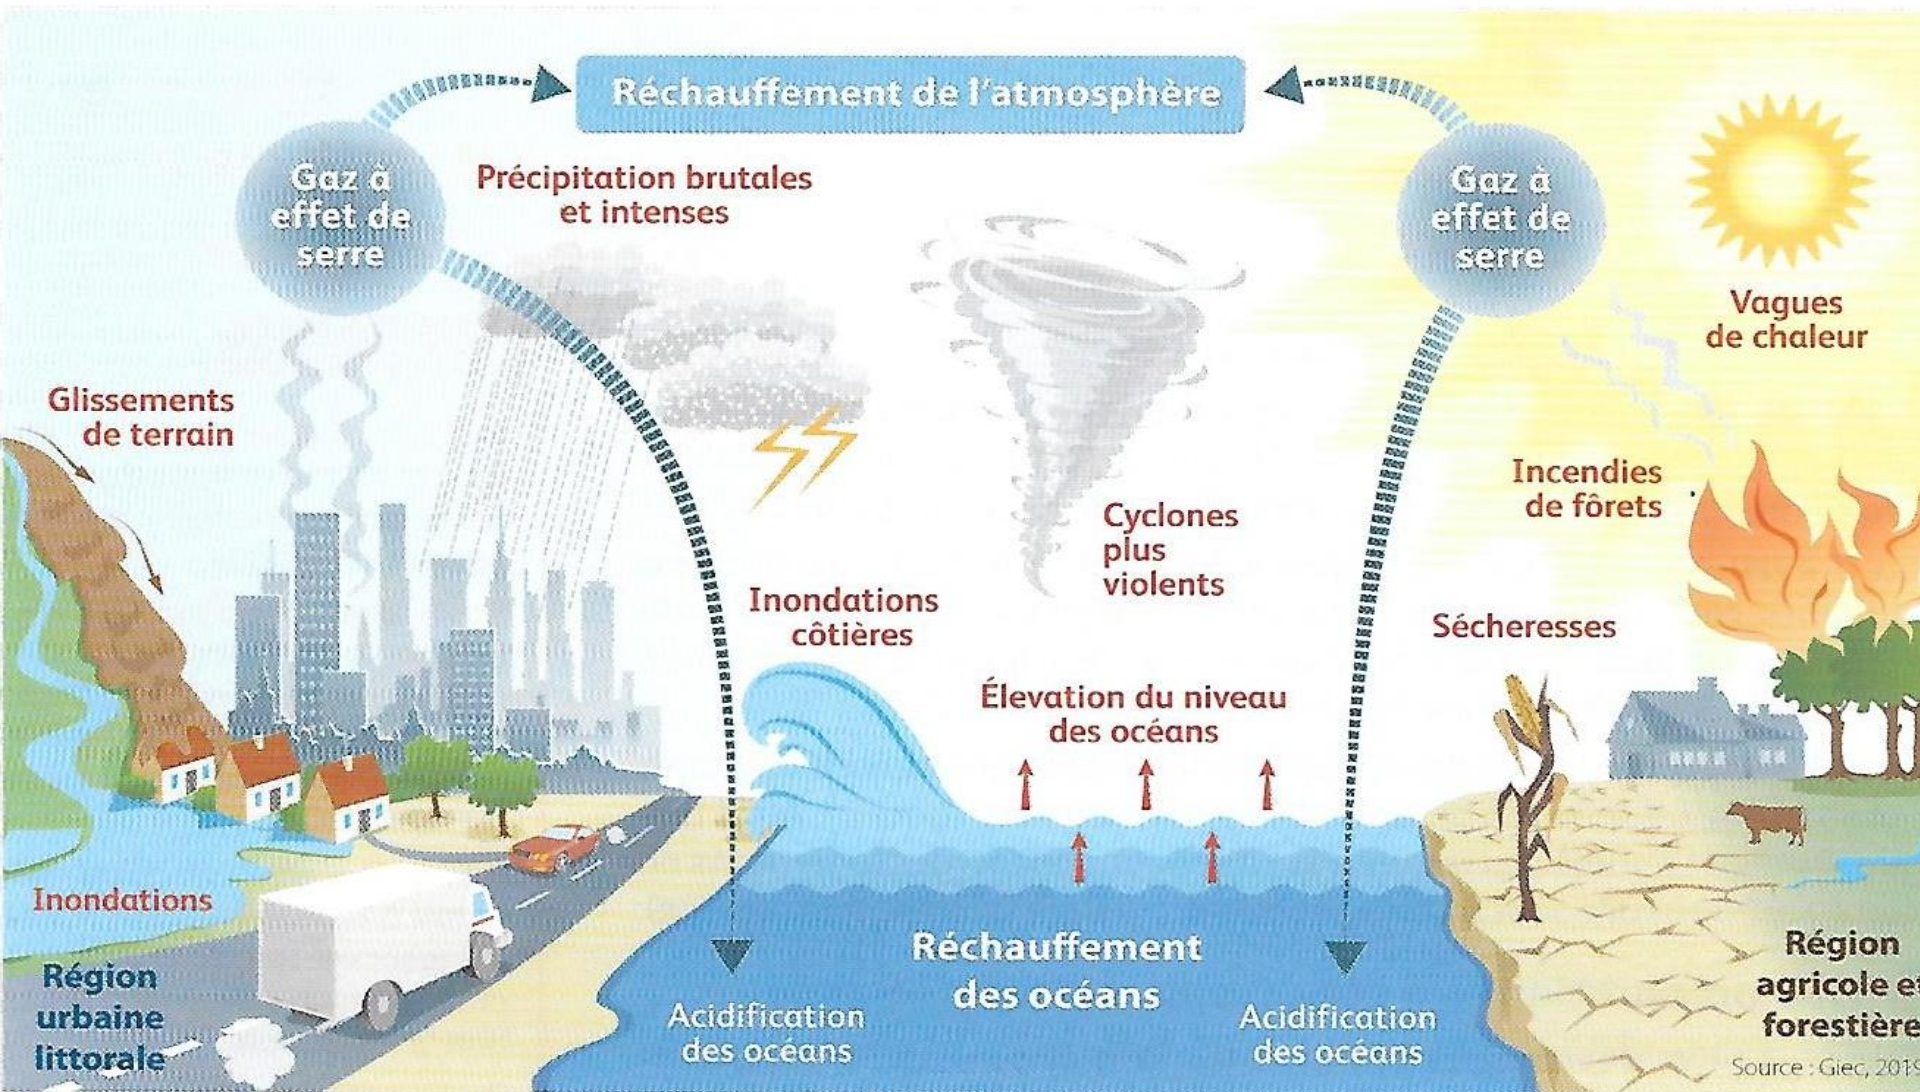 Réchauffement de l'atmosphère
Gaz à
effet de
serre
Précipitation brutales
et intenses
Gaz à
effet de
serre
Vagues
de chaleur
Glissements
de terrain
Cyclones
plus
violents
Incendies
de fôrets
Inondations
côtières
Sécheresses
Élevation du niveau
des océans
Inondations
Région
urbaine
littorale
Réchauffement
des océans
Acidification
des océans
Acidification
des océans
Région
agricole et
forestière
Source : Giec, 2019